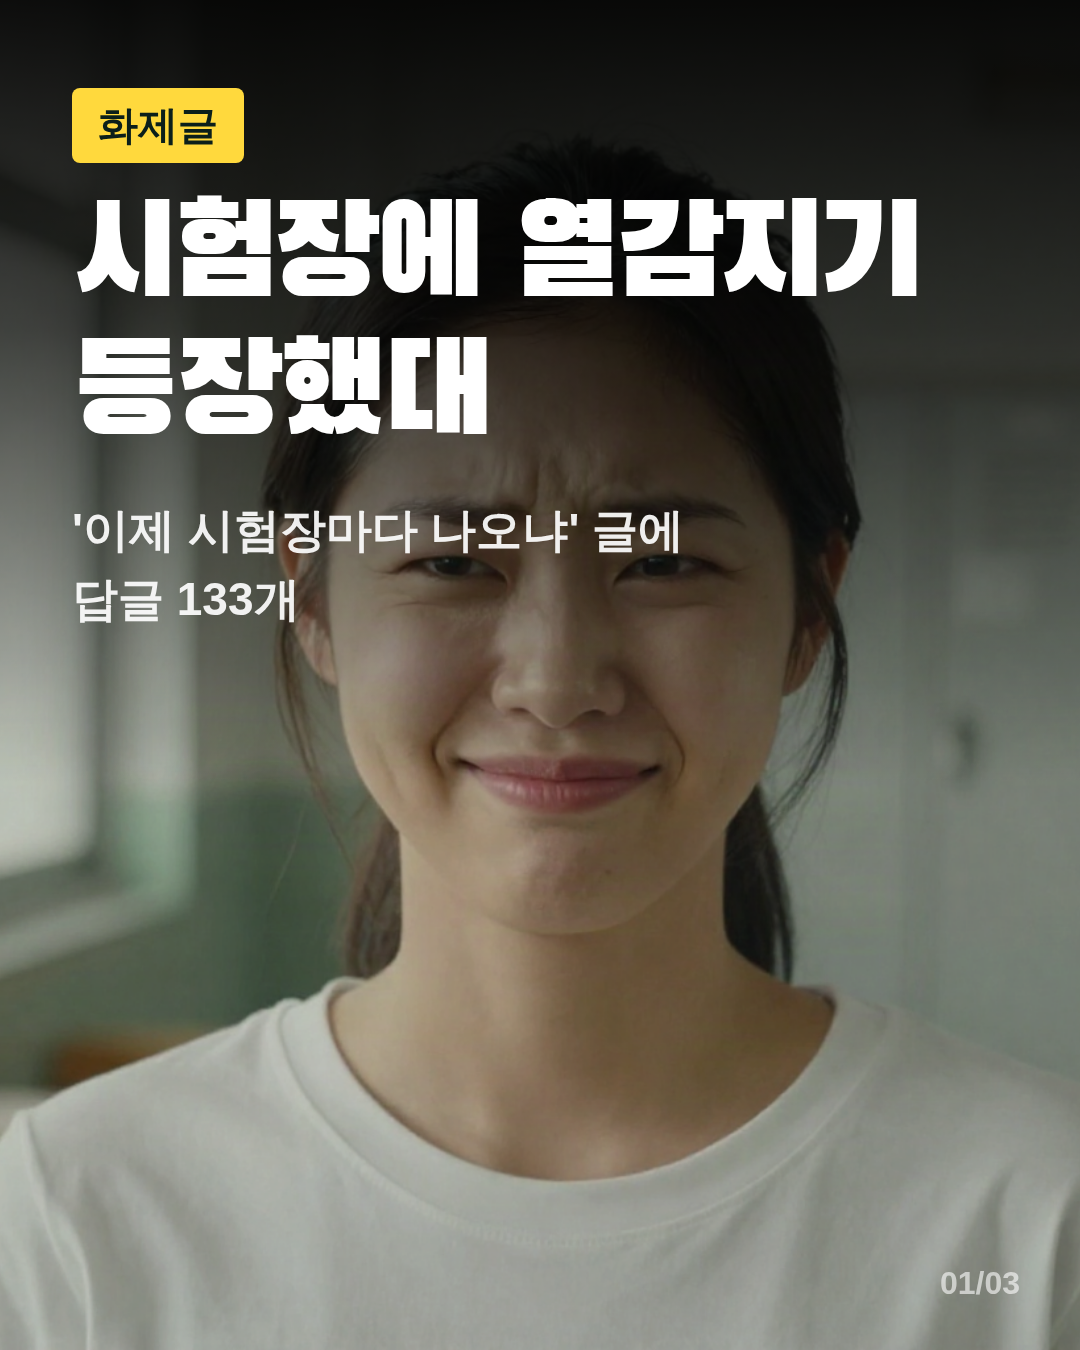 화제글
시험장에 열감지기
등장했대
'이제 시험장마다 나오냐' 글에
답글 133개
01/03